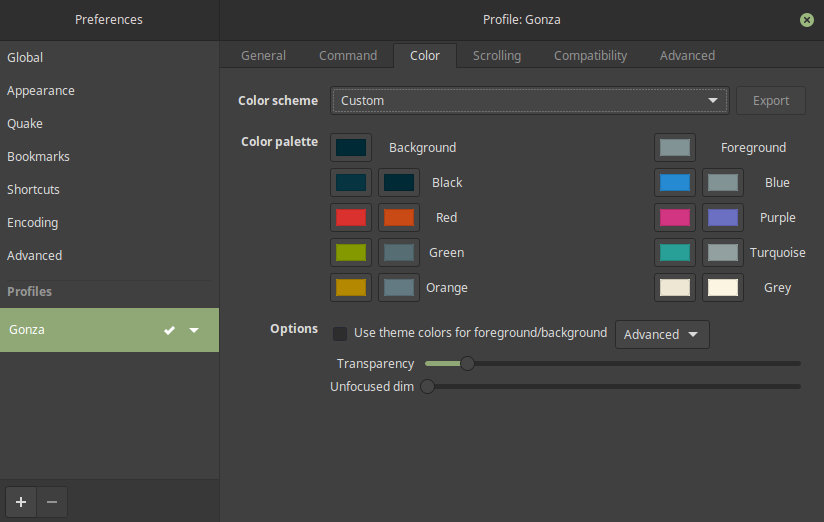 Preferences
Profile: Gonza
Global
Appearance
Quake
Bookmarks
Shortcuts
Encoding
Advanced
Profiles
Gonza
General Command Color Scrolling Compatibility Advanced
Color scheme Custom Export
Color palette Background Foreground
Black Blue
Red Purple
Green Turquoise
Orange Grey
Options Use theme colors for foreground/background Advanced
Transparency
Unfocused dim